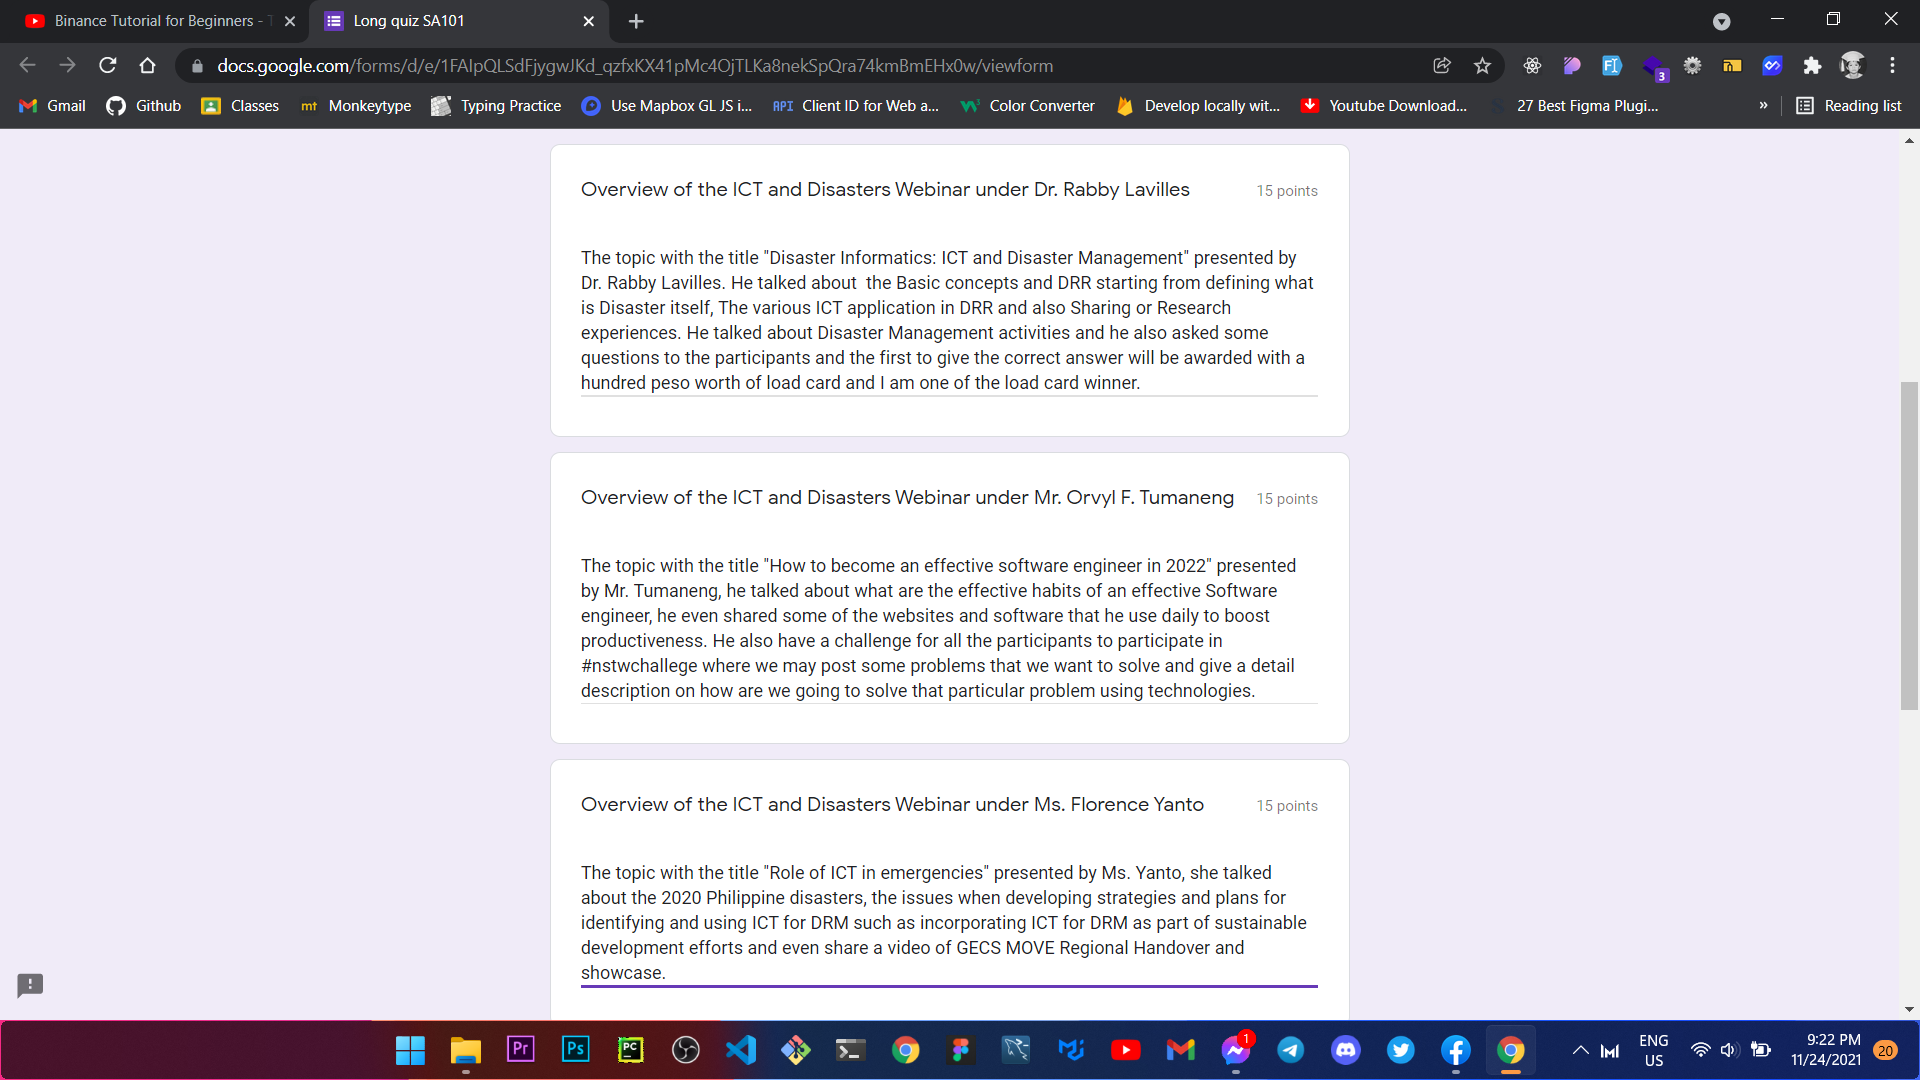 Binance Tutorial for Beginners - T
Long quiz SA101
docs.google.com/forms/d/e/1FAIpQLSdFjygwJKd_qzfxKX41pMc4OjTLKa8nekSpQra74kmBmEHx0w/viewform
3
Gmail
Github
Classes
mt Monkeytype
Typing Practice
Use Mapbox GL JS i...
API Client ID for Web a...
Color Converter
Develop locally wit...
Youtube Download...
27 Best Figma Plugi...
»
Reading list
Overview of the ICT and Disasters Webinar under Dr. Rabby Lavilles 15 points
The topic with the title "Disaster Informatics: ICT and Disaster Management" presented by
Dr. Rabby Lavilles. He talked about  the Basic concepts and DRR starting from defining what
is Disaster itself, The various ICT application in DRR and also Sharing or Research
experiences. He talked about Disaster Management activities and he also asked some
questions to the participants and the first to give the correct answer will be awarded with a
hundred peso worth of load card and I am one of the load card winner.
Overview of the ICT and Disasters Webinar under Mr. Orvyl F. Tumaneng 15 points
The topic with the title "How to become an effective software engineer in 2022" presented
by Mr. Tumaneng, he talked about what are the effective habits of an effective Software
engineer, he even shared some of the websites and software that he use daily to boost
productiveness. He also have a challenge for all the participants to participate in
#nstwchallege where we may post some problems that we want to solve and give a detail
description on how are we going to solve that particular problem using technologies.
Overview of the ICT and Disasters Webinar under Ms. Florence Yanto 15 points
The topic with the title "Role of ICT in emergencies" presented by Ms. Yanto, she talked
about the 2020 Philippine disasters, the issues when developing strategies and plans for
identifying and using ICT for DRM such as incorporating ICT for DRM as part of sustainable
development efforts and even share a video of GECS MOVE Regional Handover and
showcase.
Pr
Ps
PC
1
ENG
US
9:22 PM
11/24/2021
20